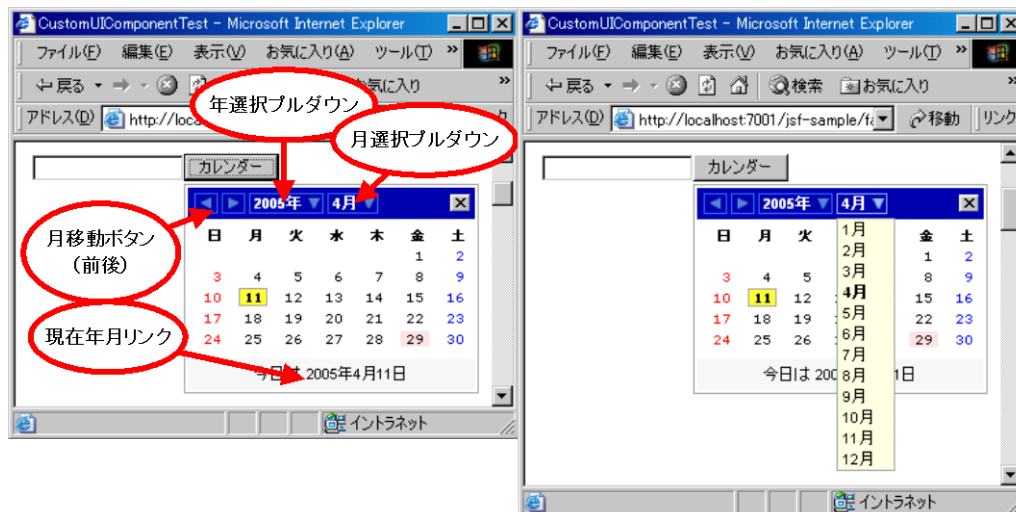 CustomUIComponentTest - Microsoft Internet Explorer
ファイル(F) 編集(E) 表示(V) お気に入り(A) ツール(T) »
戻る お気に入り »
アドレス(D) http://loc
年選択プルダウン
月選択プルダウン
カレンダー
2005年 4月
月移動ボタン
(前後)
日 月 火 水 木 金 土
1 2
3 4 5 6 7 8 9
10 11 12 13 14 15 16
17 18 19 20 21 22 23
24 25 26 27 28 29 30
現在年月リンク
今日は 2005年4月11日
イントラネット
CustomUIComponentTest - Microsoft Internet Explorer
ファイル(F) 編集(E) 表示(V) お気に入り(A) ツール(T) »
戻る 検索 お気に入り »
アドレス(D) http://localhost:7001/jsf-sample/fa 移動 リンク
カレンダー
2005年 4月
日 月 火 金 土
1 2
3 4 5 8 9
10 11 12 15 16
17 18 19 22 23
24 25 26 29 30
今日は 200 1日
1月
2月
3月
4月
5月
6月
7月
8月
9月
10月
11月
12月
イントラネット